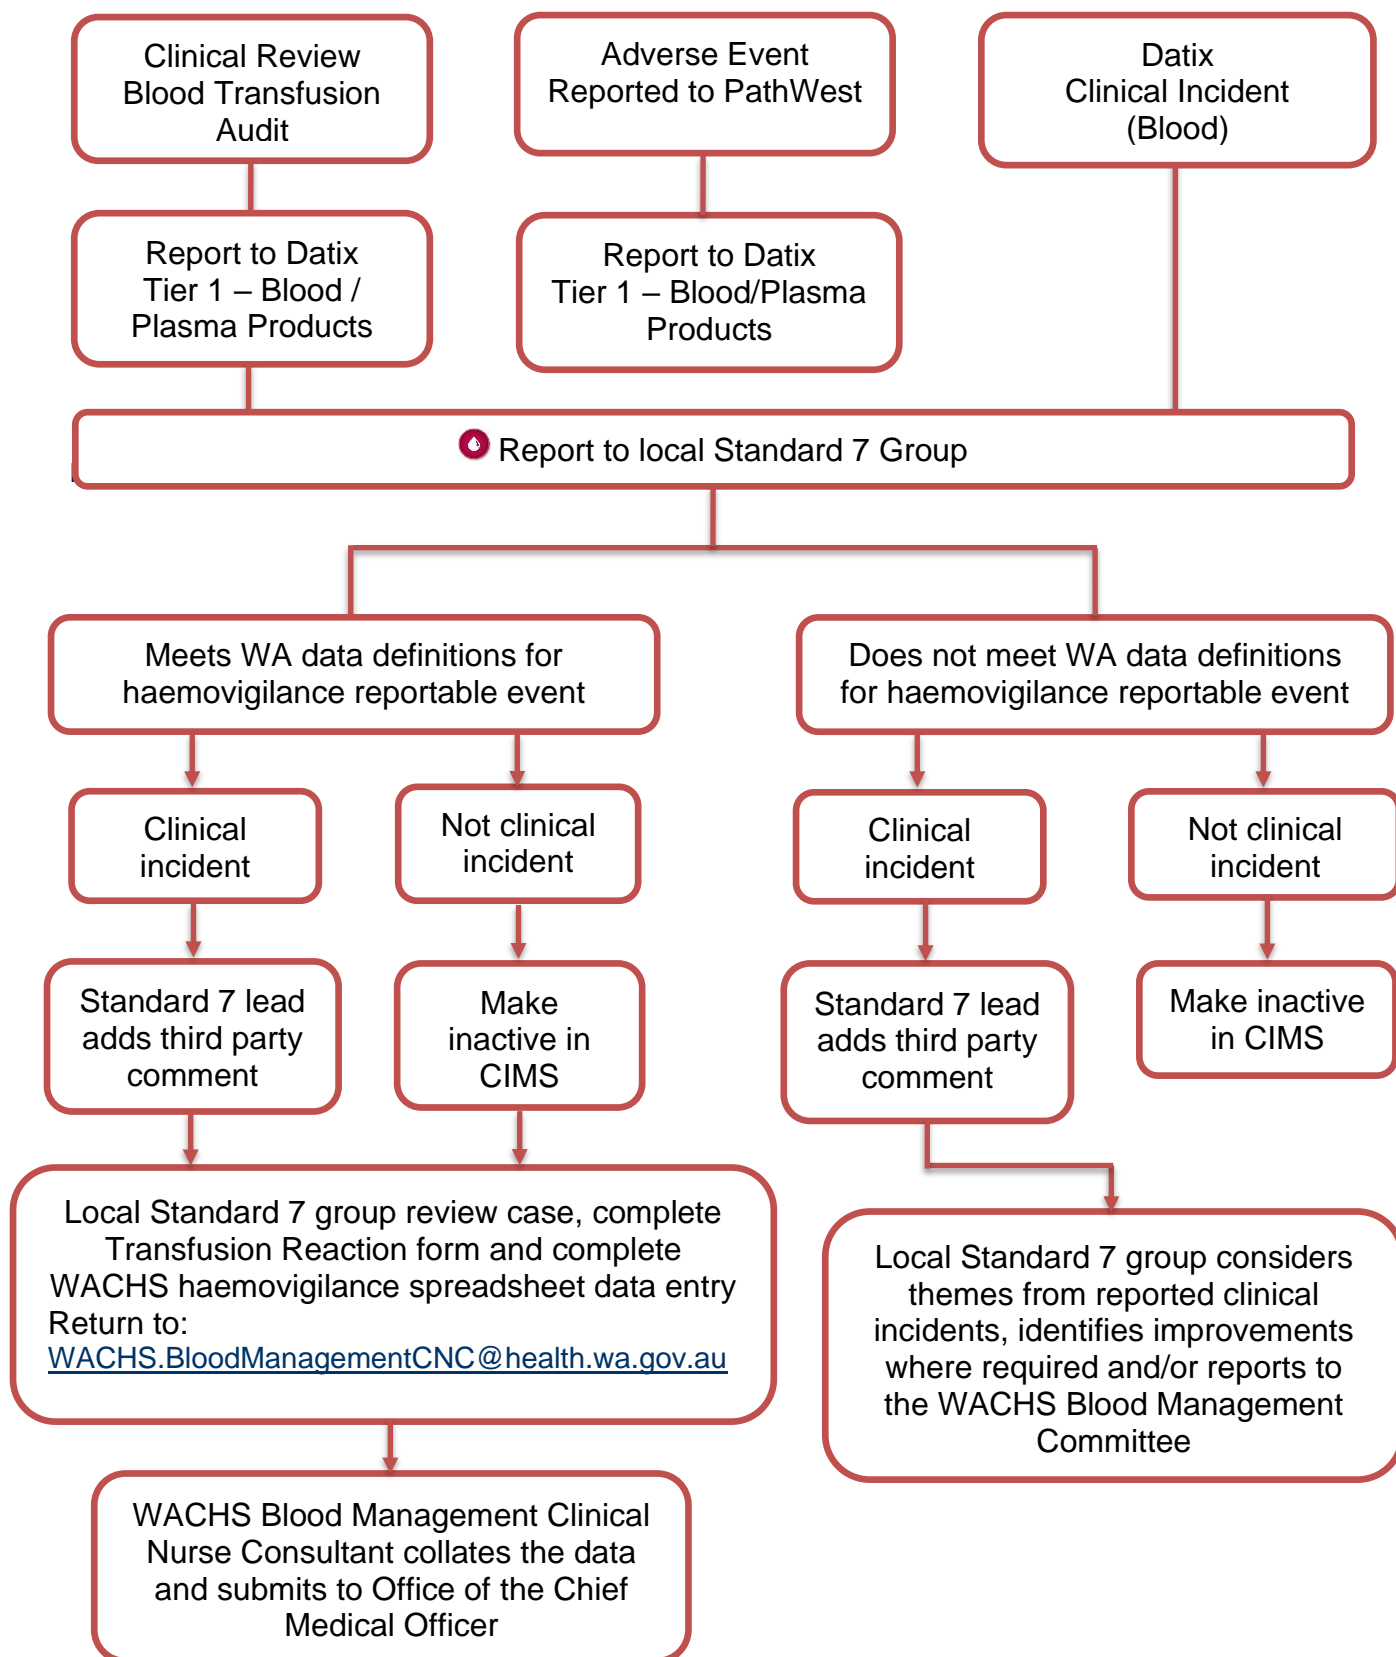 Clinical Review
Blood Transfusion
Audit
Adverse Event
Reported to PathWest
Datix
Clinical Incident
(Blood)
Report to Datix
Tier 1 – Blood /
Plasma Products
Report to Datix
Tier 1 – Blood/Plasma
Products
Report to local Standard 7 Group
Meets WA data definitions for
haemovigilance reportable event
Does not meet WA data definitions
for haemovigilance reportable event
Clinical
incident
Not clinical
incident
Clinical
incident
Not clinical
incident
Standard 7 lead
adds third party
comment
Make
inactive in
CIMS
Standard 7 lead
adds third party
comment
Make inactive
in CIMS
Local Standard 7 group review case, complete
Transfusion Reaction form and complete
WACHS haemovigilance spreadsheet data entry
Return to:
WACHS.BloodManagementCNC@health.wa.gov.au
Local Standard 7 group considers
themes from reported clinical
incidents, identifies improvements
where required and/or reports to
the WACHS Blood Management
Committee
WACHS Blood Management Clinical
Nurse Consultant collates the data
and submits to Office of the Chief
Medical Officer